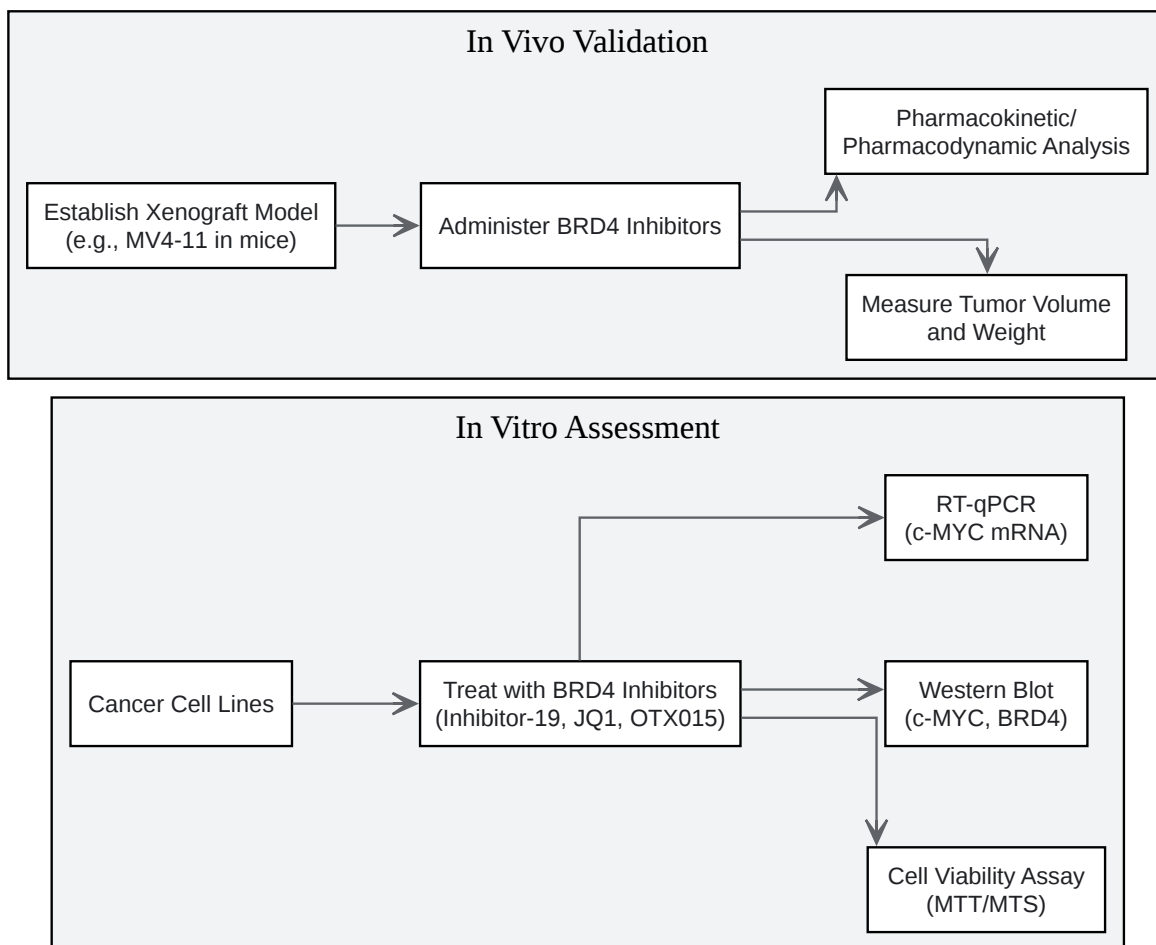 In Vivo Validation
Pharmacokinetic/
Pharmacodynamic Analysis
Establish Xenograft Model
(e.g., MV4-11 in mice)
Administer BRD4 Inhibitors
Measure Tumor Volume
and Weight
In Vitro Assessment
RT-qPCR
(c-MYC mRNA)
Cancer Cell Lines
Treat with BRD4 Inhibitors
(Inhibitor-19, JQ1, OTX015)
Western Blot
(c-MYC, BRD4)
Cell Viability Assay
(MTT/MTS)